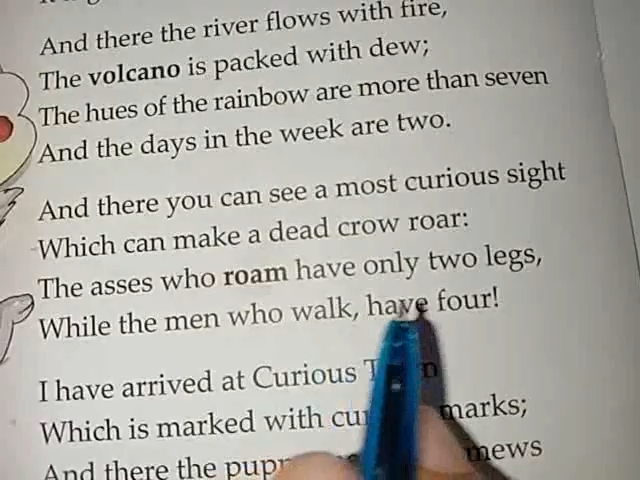 And there the river flows with fire,
The volcano is packed with dew;
The hues of the rainbow are more than seven
And the days in the week are two.
And there you can see a most curious sight
Which can make a dead crow roar:
The asses who roam have only two legs,
While the men who walk, have four!
I have arrived at Curious
Which is marked with marks;
And there the mews